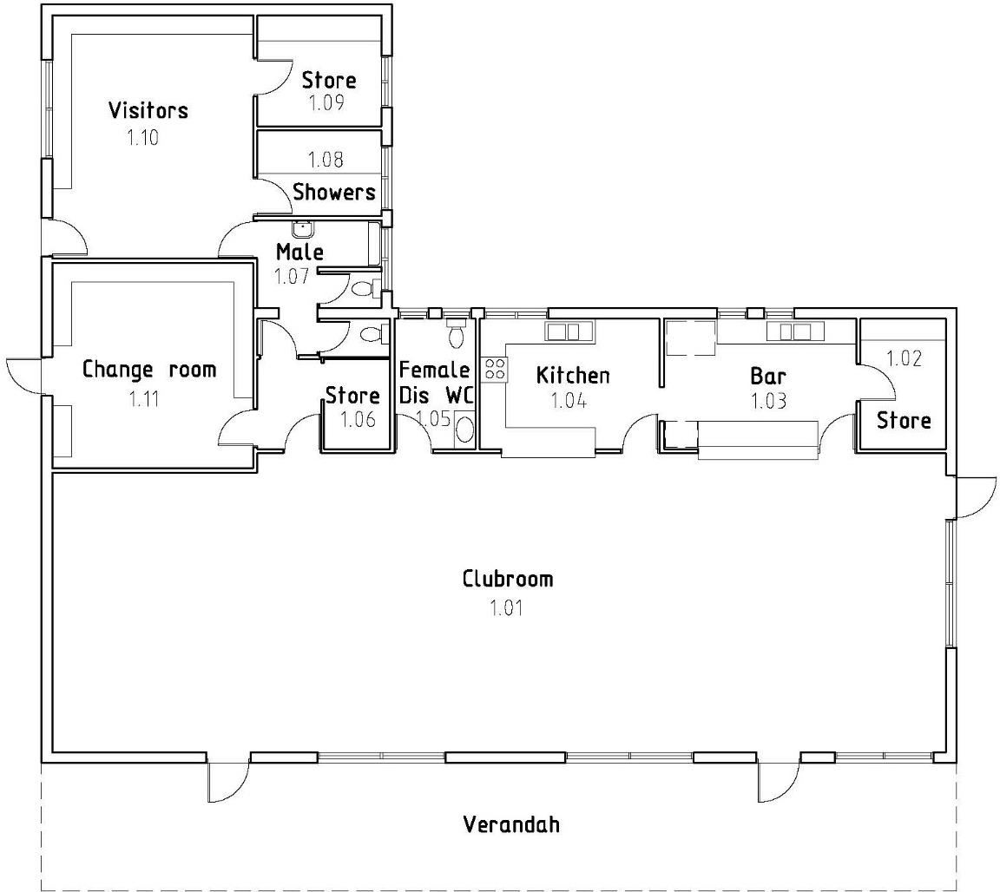 Store
1.09
Visitors
1.10
1.08
Showers
Male
1.07
Change room
1.11
Store
1.06
Female
Dis WC
1.05
Kitchen
1.04
Bar
1.03
1.02
Store
Clubroom
1.01
Verandah